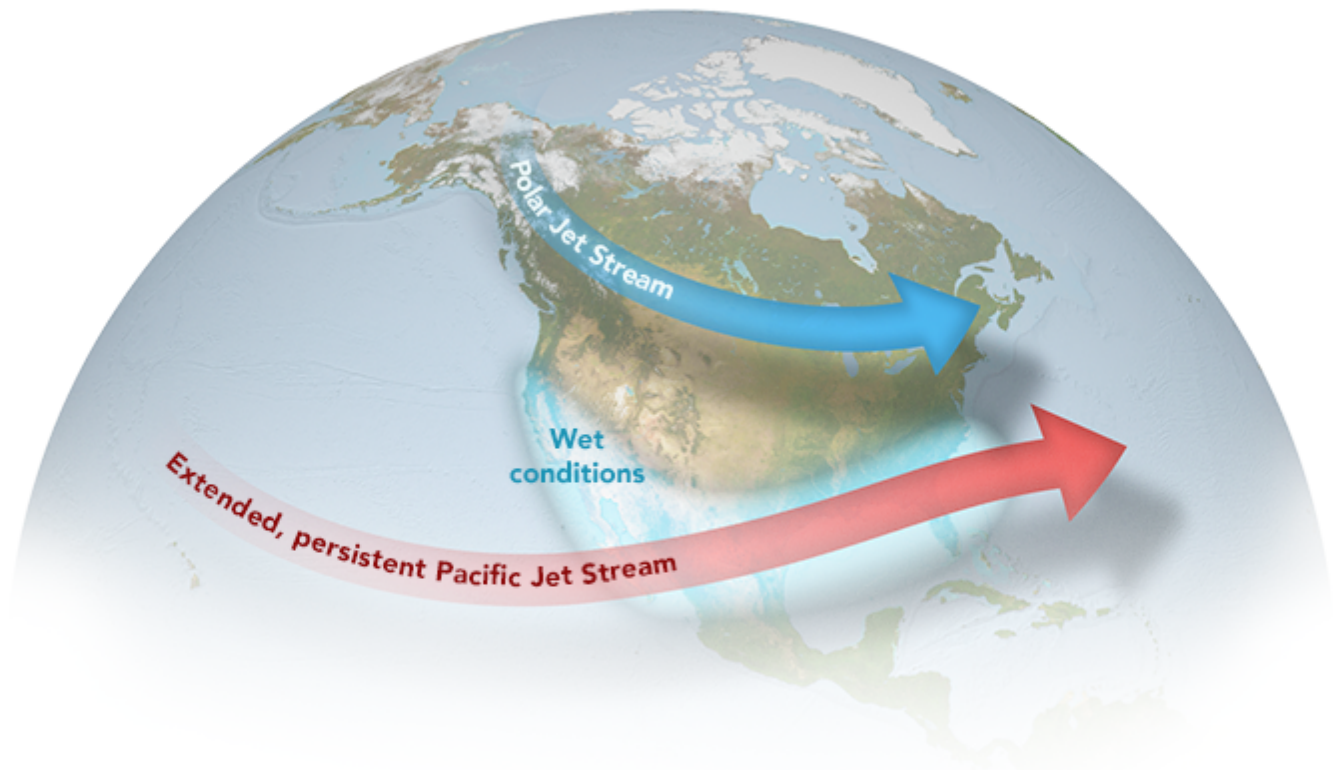 Polar Jet Stream
Wet
conditions
Extended, persistent Pacific Jet Stream